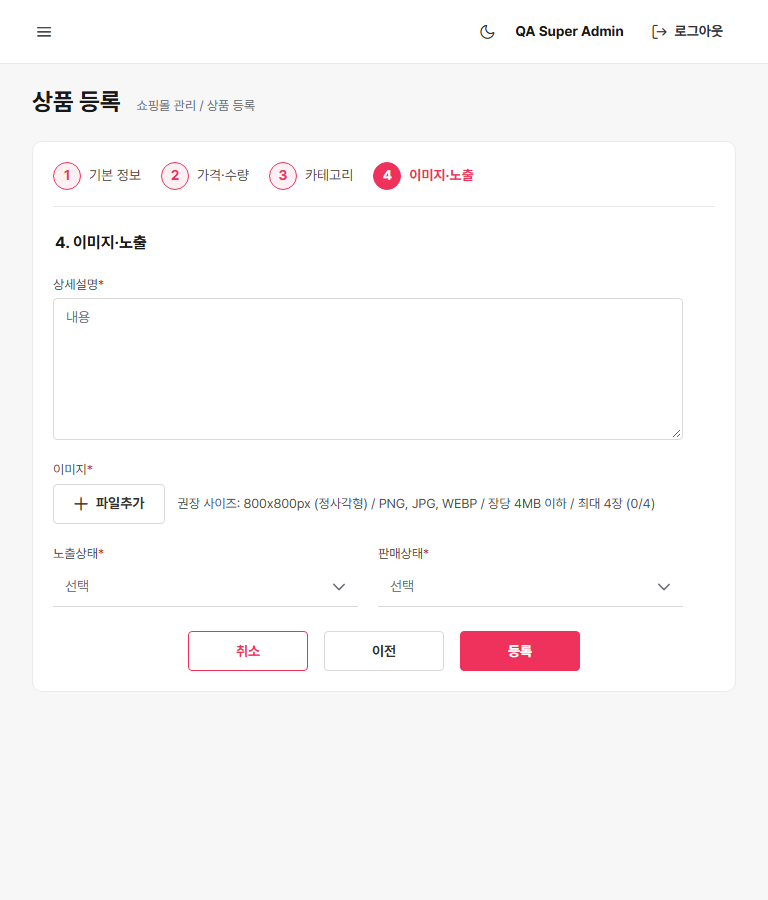 QA Super Admin 로그아웃
상품 등록 쇼핑몰 관리 / 상품 등록
1 기본 정보 2 가격·수량 3 카테고리 4 이미지·노출
4. 이미지·노출
상세설명*
내용
이미지*
파일추가 권장 사이즈: 800x800px (정사각형) / PNG, JPG, WEBP / 장당 4MB 이하 / 최대 4장 (0/4)
노출상태* 판매상태*
선택 선택
취소 이전 등록